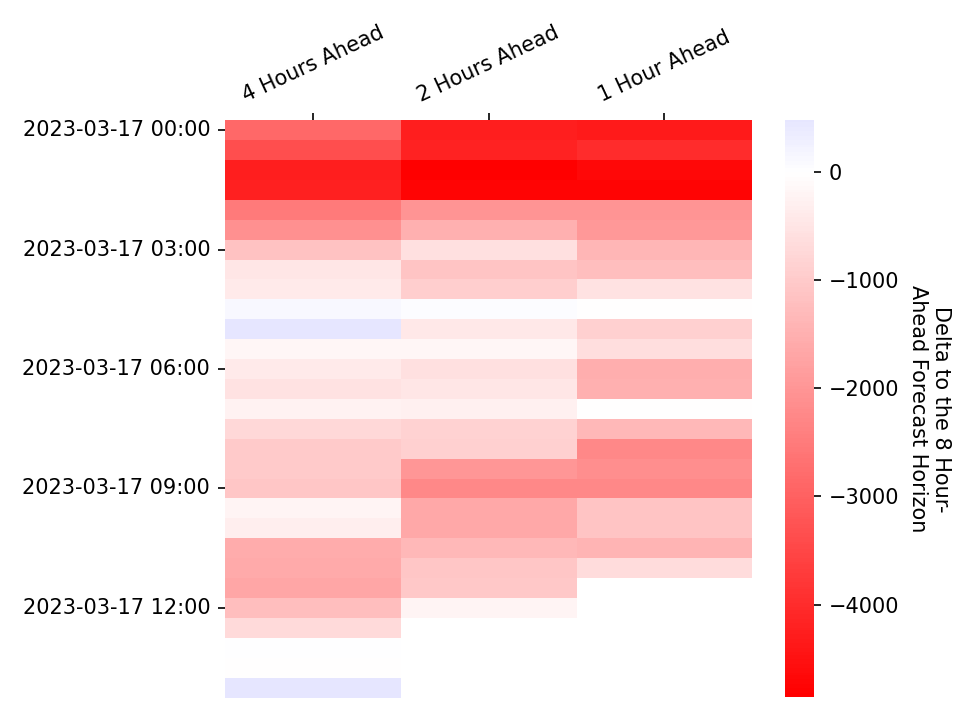 4 Hours Ahead
2 Hours Ahead
1 Hour Ahead
2023-03-17 00:00
2023-03-17 03:00
2023-03-17 06:00
2023-03-17 09:00
2023-03-17 12:00
0
−1000
−2000
−3000
−4000
Delta to the 8 Hour-
Ahead Forecast Horizon